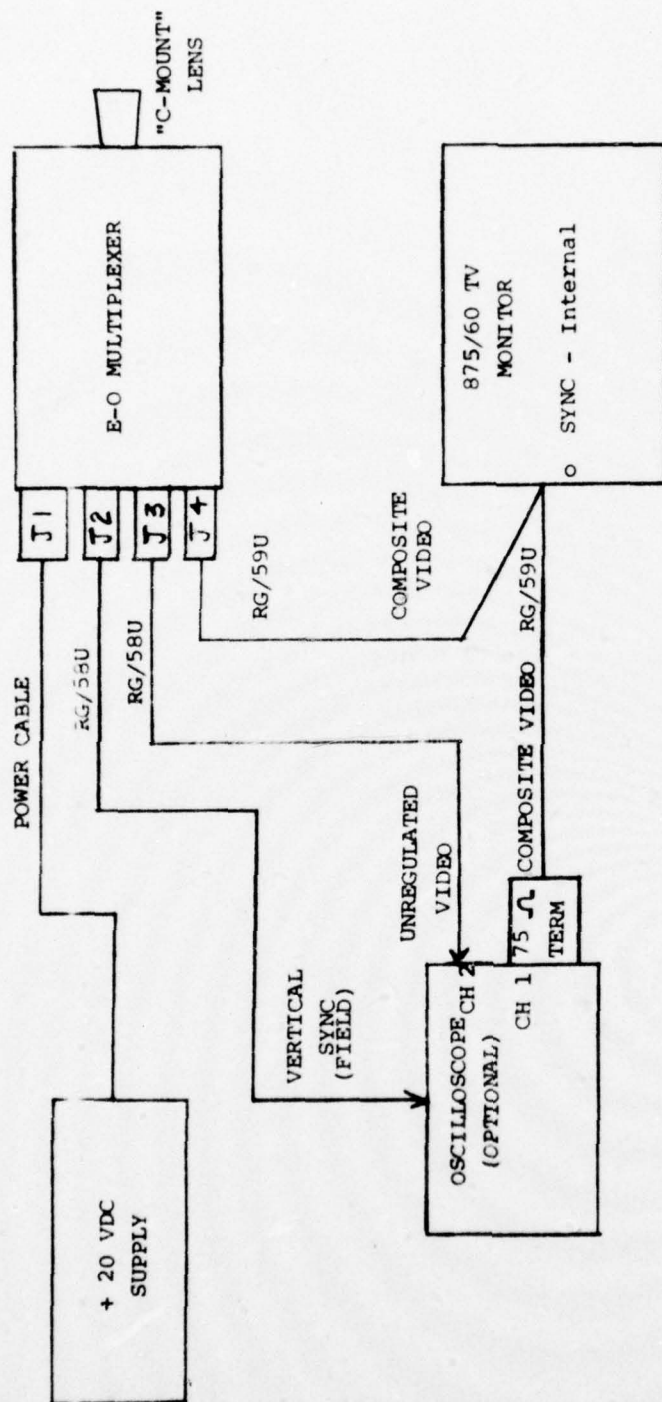 + 20 VDC
SUPPLY
POWER CABLE
J1
J2
J3
J4
E-O MULTIPLEXER
"C-MOUNT"
LENS
RG/58U
RG/58U
RG/59U
VERTICAL
SYNC
(FIELD)
UNREGULATED
VIDEO
COMPOSITE
VIDEO
OSCILLOSCOPE
(OPTIONAL)
CH 2
CH 1
75 Ω
TERM
COMPOSITE VIDEO RG/59U
875/60 TV
MONITOR
o SYNC - Internal